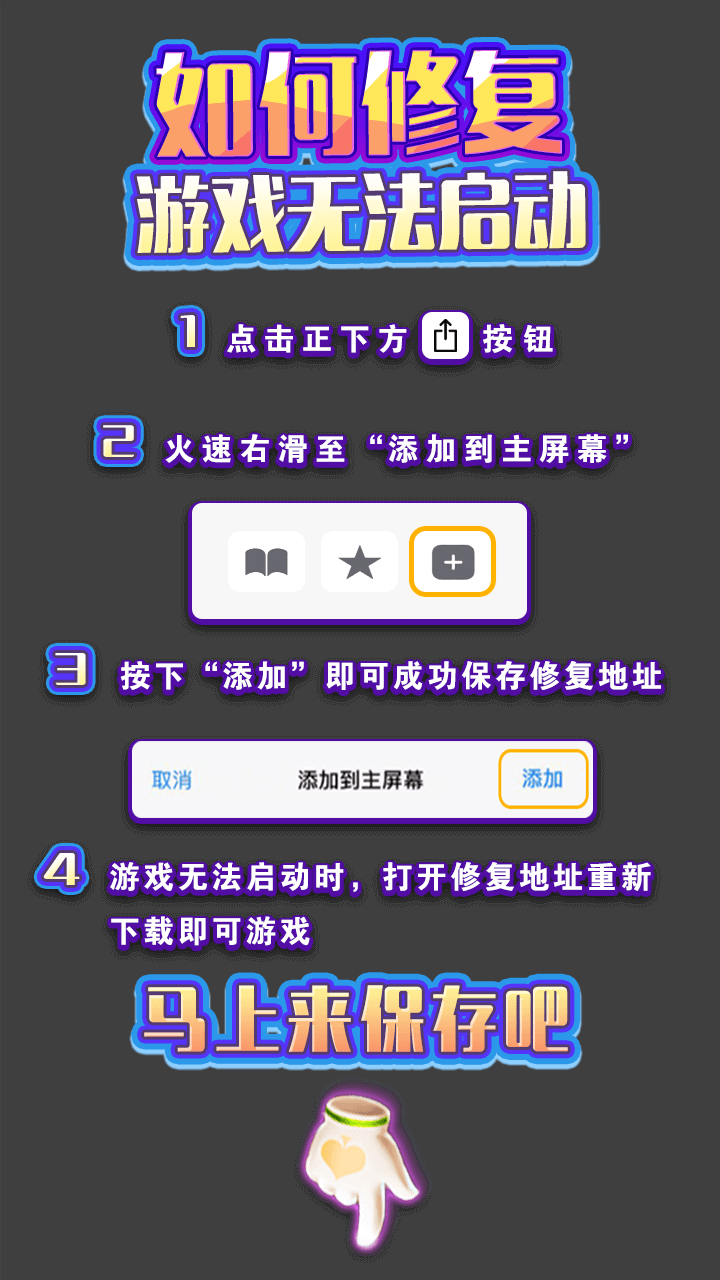 如何修复
游戏无法启动
1 点击正下方 按钮
2 火速右滑至“添加到主屏幕”
3 按下“添加”即可成功保存修复地址
取消 添加到主屏幕 添加
4 游戏无法启动时，打开修复地址重新
下载即可游戏
马上来保存吧